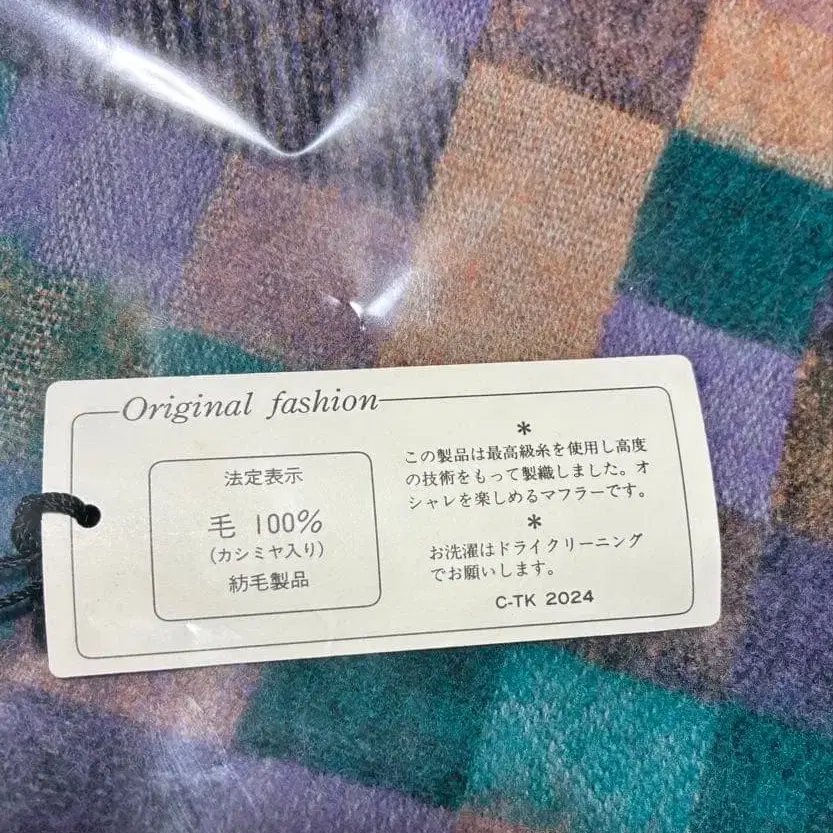 Original fashion
法定表示
毛 100%
(カシミヤ入り)
紡毛製品
*
この製品は最高級糸を使用し高度
の技術をもって製織しました。オ
シャレを楽しめるマフラーです。
*
お洗濯はドライクリーニング
でお願いします。
C-TK 2024